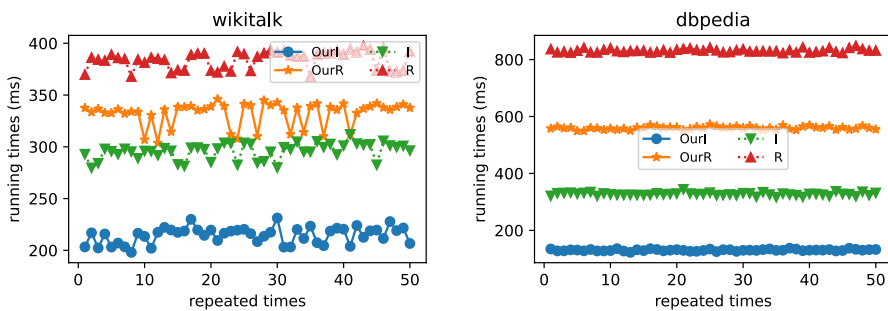 wikitalk
running times (ms)
400
350
300
250
200
OurI
I
OurR
R
0
10
20
30
40
50
repeated times
dbpedia
running times (ms)
800
600
400
200
OurI
I
OurR
R
0
10
20
30
40
50
repeated times